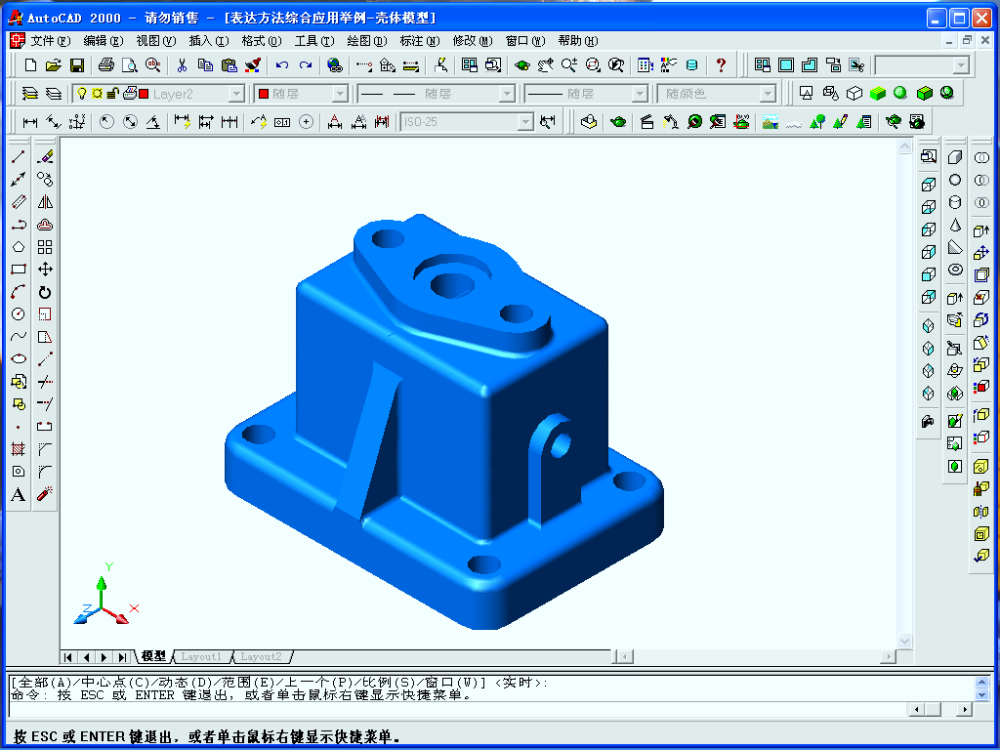 AutoCAD 2000 - 请勿销售 - [表达方法综合应用举例-壳体模型]
文件(F) 编辑(E) 视图(V) 插入(I) 格式(O) 工具(T) 绘图(D) 标注(N) 修改(M) 窗口(W) 帮助(H)
Layer2 随层 随层 随层 随颜色
ISO-25
Y
Z X
模型 Layout1 Layout2
[全部(A)/中心点(C)/动态(D)/范围(E)/上一个(P)/比例(S)/窗口(W)] <实时>:
命令: 按 ESC 或 ENTER 键退出，或者单击鼠标右键显示快捷菜单。
按 ESC 或 ENTER 键退出，或者单击鼠标右键显示快捷菜单。